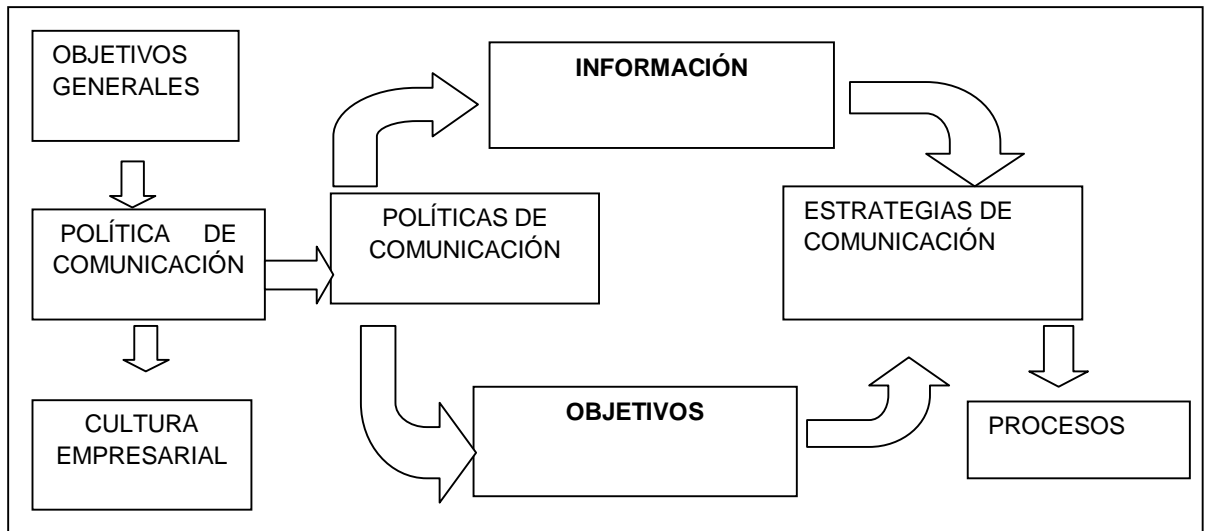 OBJETIVOS
GENERALES
POLÍTICA DE
COMUNICACIÓN
CULTURA
EMPRESARIAL
POLÍTICAS DE
COMUNICACIÓN
INFORMACIÓN
OBJETIVOS
ESTRATEGIAS DE
COMUNICACIÓN
PROCESOS